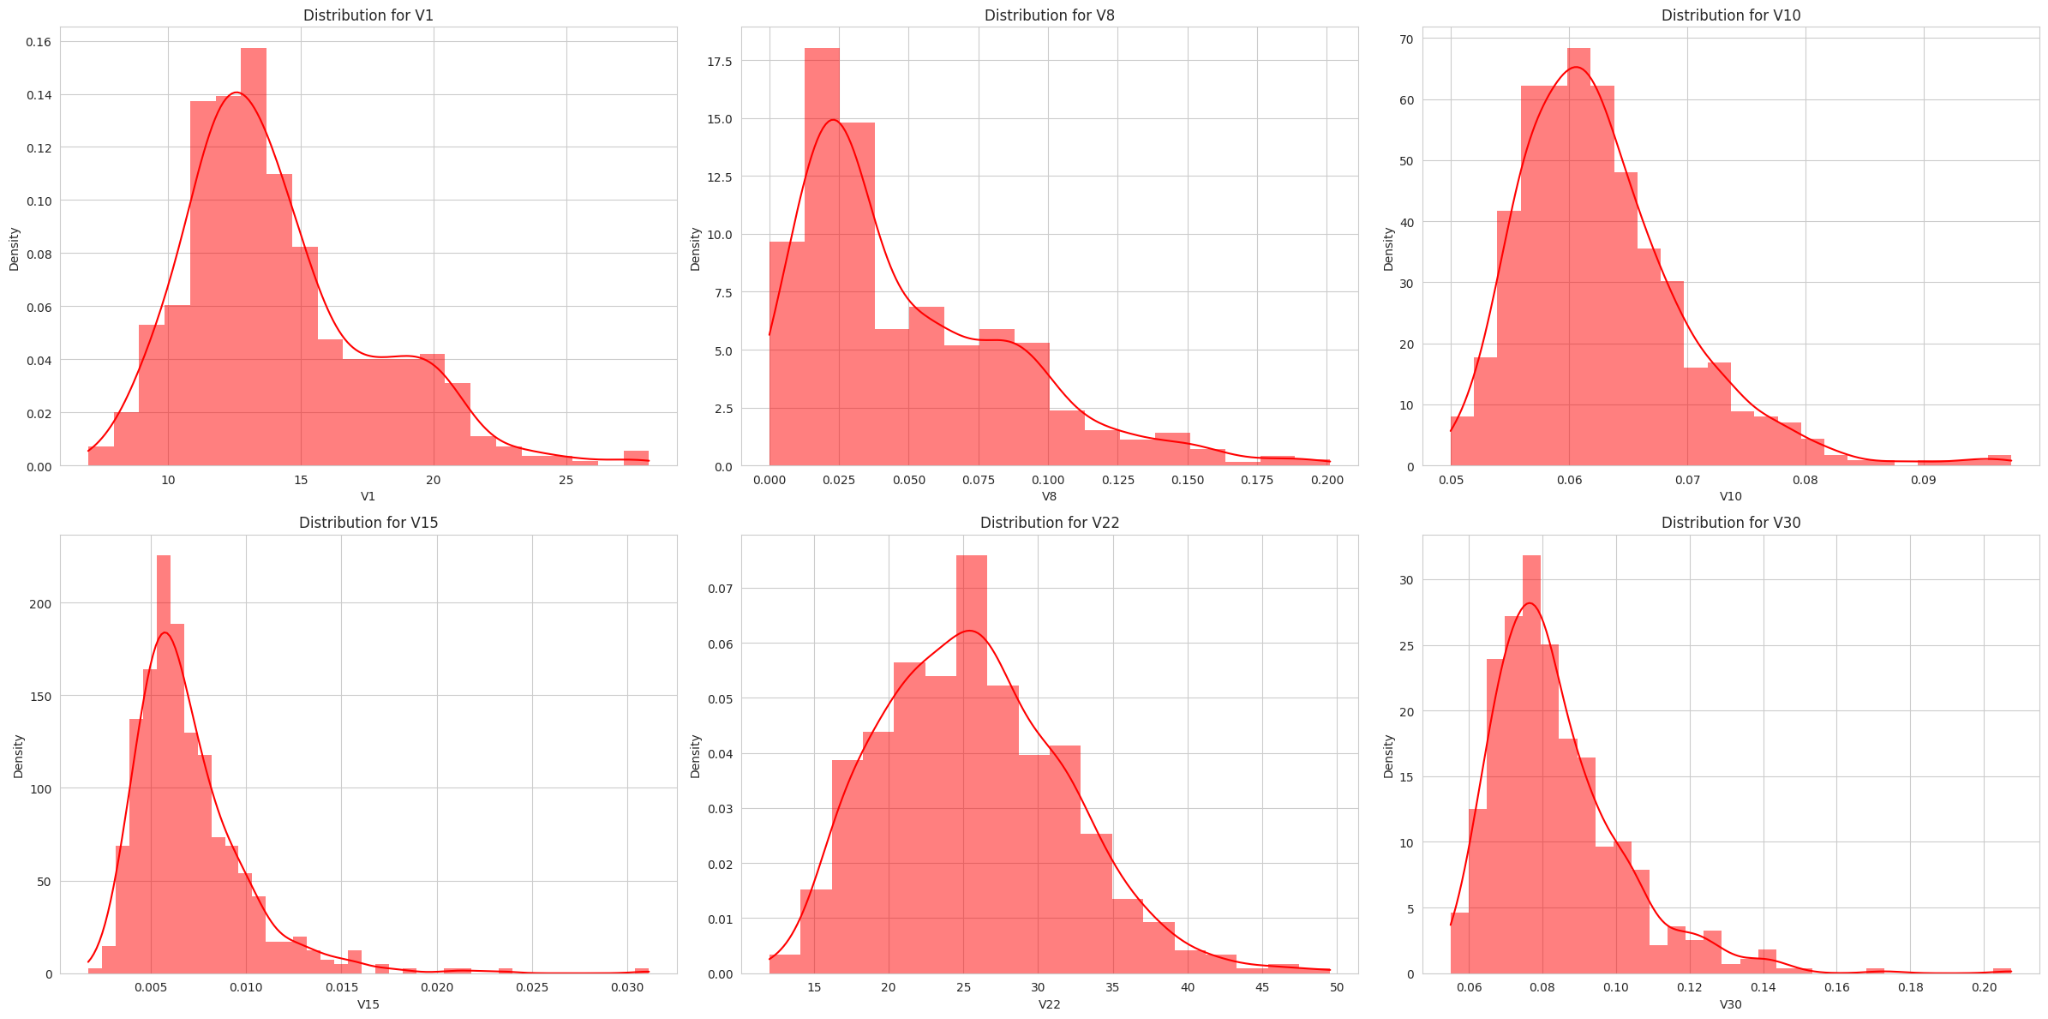 Distribution for V1
Density
0.16
0.14
0.12
0.10
0.08
0.06
0.04
0.02
0.00
10 15 20 25
V1
Distribution for V8
Density
17.5
15.0
12.5
10.0
7.5
5.0
2.5
0.0
0.000 0.025 0.050 0.075 0.100 0.125 0.150 0.175 0.200
V8
Distribution for V10
Density
70
60
50
40
30
20
10
0
0.05 0.06 0.07 0.08 0.09
V10
Distribution for V15
Density
200
150
100
50
0
0.005 0.010 0.015 0.020 0.025 0.030
V15
Distribution for V22
Density
0.07
0.06
0.05
0.04
0.03
0.02
0.01
0.00
15 20 25 30 35 40 45 50
V22
Distribution for V30
Density
30
25
20
15
10
5
0
0.06 0.08 0.10 0.12 0.14 0.16 0.18 0.20
V30